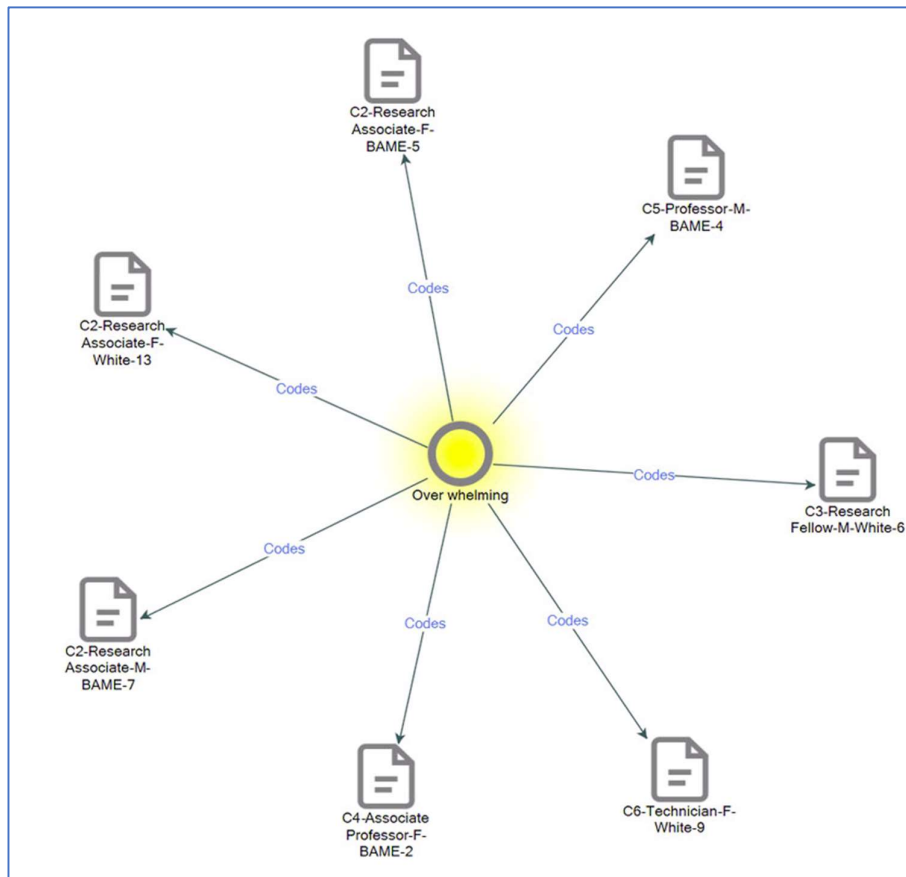 C2-Research
Associate-F-
BAME-5
C5-Professor-M-
BAME-4
Codes
Codes
C2-Research
Associate-F-
White-13
Codes
Over whelming
Codes
C3-Research
Fellow-M-White-6
Codes
C2-Research
Associate-M-
BAME-7
Codes
Codes
C4-Associate
Professor-F-
BAME-2
C6-Technician-F-
White-9